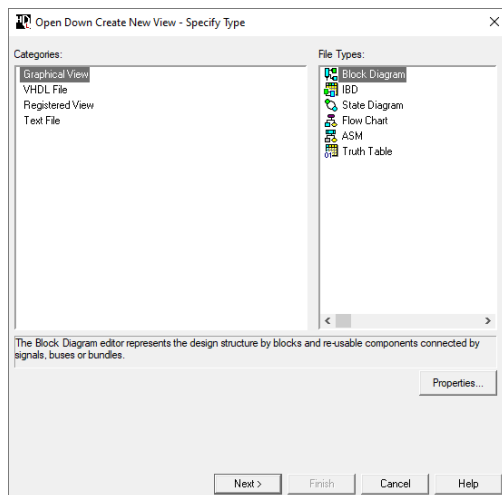 Open Down Create New View - Specify Type
Categories:
Graphical View
VHDL File
Registered View
Text File
File Types:
Block Diagram
IBD
State Diagram
Flow Chart
ASM
Truth Table
The Block Diagram editor represents the design structure by blocks and re-usable components connected by
signals, buses or bundles.
Properties...
Next >
Finish
Cancel
Help